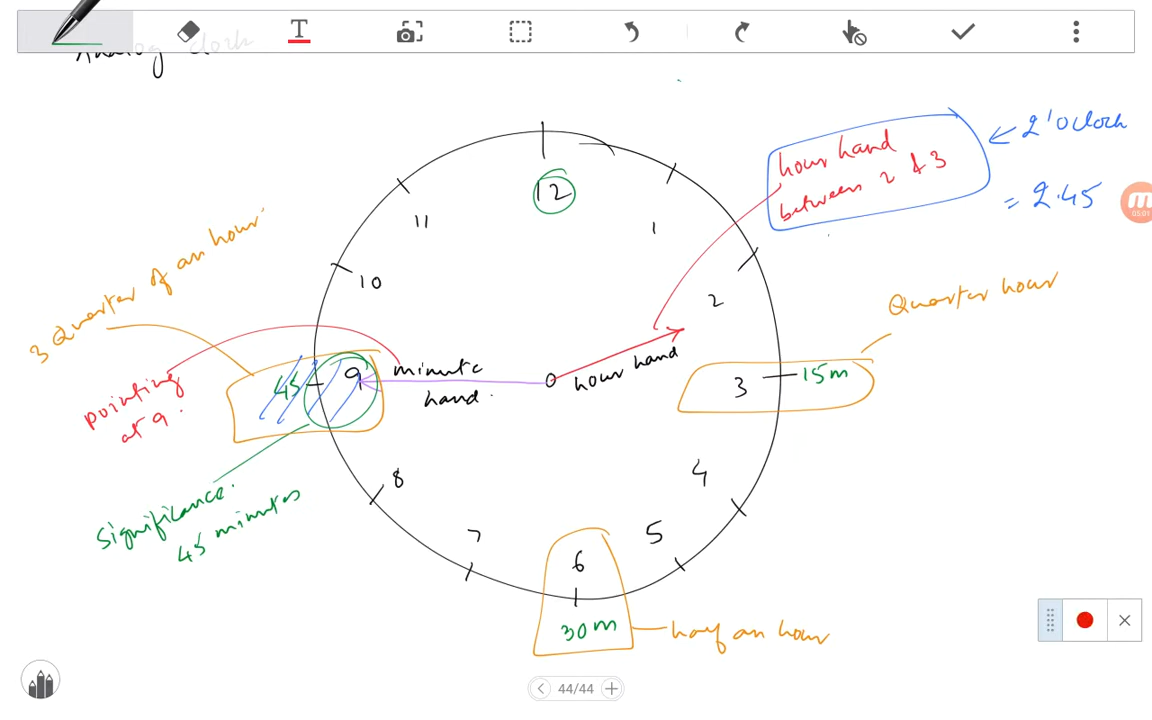 T
Analog clock
hour hand
between 2 & 3
2 'O clock
= 2.45
12
11
1
10
2
3 Quarter of an hour
Quarter hour
45
9
minute
hand.
hour hand
3
15m
pointing
at 9.
8
4
Significance.
45 minutes
7
5
6
30m
half an hour
05:01
44/44